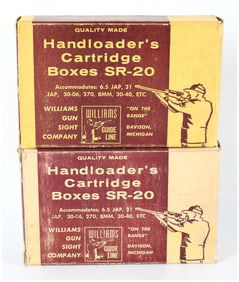 QUALITY MADE
Handloader's
Cartridge
Boxes SR-20
Accommodates: 6.5 JAP, 31
JAP, 30-06, 270, 8MM, 30-40, ETC
WILLIAMS
GUN
SIGHT
COMPANY
WILLIAMS
GUIDE
LINE
"ON THE
RANGE"
DAVISON,
MICHIGAN
QUALITY MADE
Handloader's
Cartridge
Boxes SR-20
Accommodates: 6.5 JAP, 31
JAP, 30-06, 270, 8MM, 30-40, ETC
WILLIAMS
GUN
SIGHT
COMPANY
WILLIAMS
GUIDE
LINE
"ON THE
RANGE"
DAVISON,
MICHIGAN